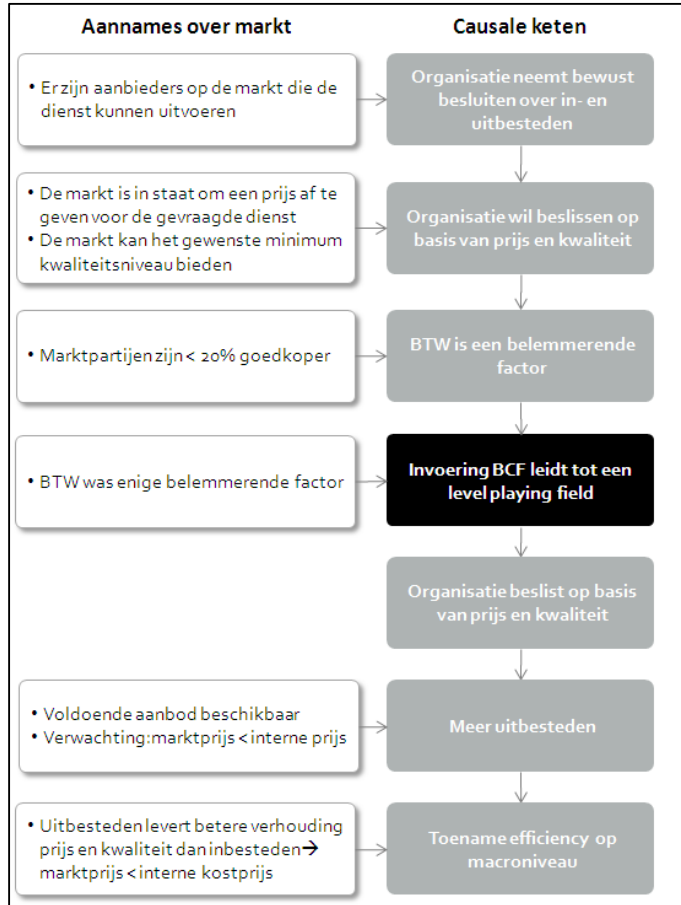 Aannames over markt
Causale keten
• Er zijn aanbieders op de markt die de
dienst kunnen uitvoeren
Organisatie neemt bewust
besluiten over in- en
uitbesteden
• De markt is in staat om een prijs af te
geven voor de gevraagde dienst
• De markt kan het gewenste minimum
kwaliteitsniveau bieden
Organisatie wil beslissen op
basis van prijs en kwaliteit
• Marktpartijen zijn < 20% goedkoper
BTW is een belemmerende
factor
• BTW was enige belemmerende factor
Invoering BCF leidt tot een
level playing field
Organisatie beslist op basis
van prijs en kwaliteit
• Voldoende aanbod beschikbaar
• Verwachting: marktprijs < interne prijs
Meer uitbesteden
• Uitbesteden levert betere verhouding
prijs en kwaliteit dan inbesteden→
marktprijs < interne kostprijs
Toename efficiency op
macroniveau